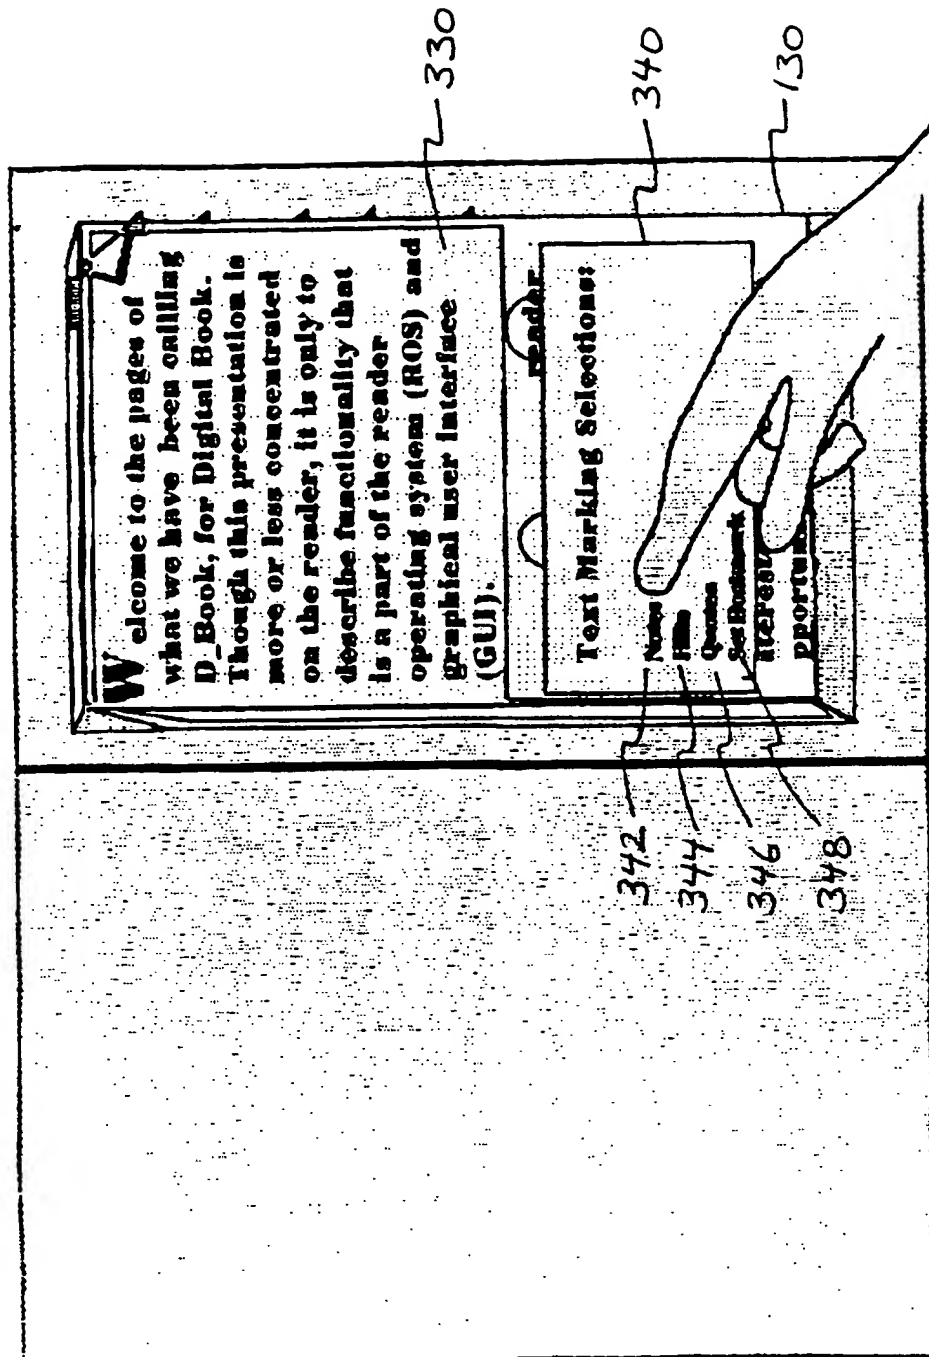 Welcome to the pages of
what we have been callling
D_Book, for Digital Book.
Though this presentation is
more or less concentrated
on the reader, it is only to
describe functionality that
is a part of the reader
operating system (ROS) and
graphical user interface
(GUI).
330
reader
Text Marking Selections:
340
342
Notes
344
346
Quotes
348
Set Bookmark
130